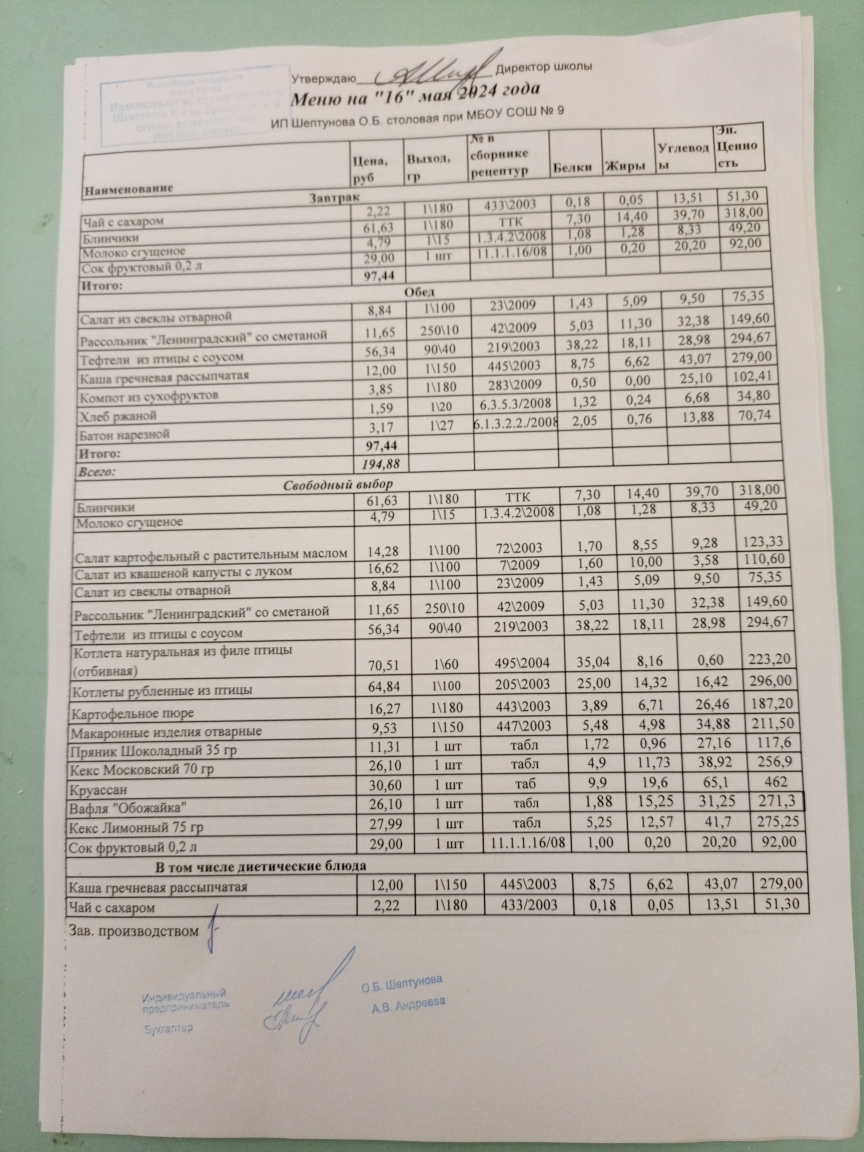 Утверждаю Директор школы
Меню на "16" мая 2024 года
ИП Шептунова О.Б. столовая при МБОУ СОШ № 9
Наименование Цена, руб Выход, гр № в сборнике рецептур Белки Жиры Углеводы Эн. Ценность
Завтрак
Чай с сахаром 2,22 1\180 433\2003 0,18 0,05 13,51 51,30
Блинчики 61,63 1\180 ТТК 7,30 14,40 39,70 318,00
Молоко сгущеное 4,79 1\15 1.3.4.2\2008 1,08 1,28 8,33 49,20
Сок фруктовый 0,2 л 29,00 1 шт 11.1.1.16/08 1,00 0,20 20,20 92,00
Итого: 97,44
Обед
Салат из свеклы отварной 8,84 1\100 23\2009 1,43 5,09 9,50 75,35
Рассольник "Ленинградский" со сметаной 11,65 250\10 42\2009 5,03 11,30 32,38 149,60
Тефтели из птицы с соусом 56,34 90\40 219\2003 38,22 18,11 28,98 294,67
Каша гречневая рассыпчатая 12,00 1\150 445\2003 8,75 6,62 43,07 279,00
Компот из сухофруктов 3,85 1\180 283\2009 0,50 0,00 25,10 102,41
Хлеб ржаной 1,59 1\20 6.3.5.3/2008 1,32 0,24 6,68 34,80
Батон нарезной 3,17 1\27 6.1.3.2.2./2008 2,05 0,76 13,88 70,74
Итого: 97,44
Всего: 194,88
Свободный выбор
Блинчики 61,63 1\180 ТТК 7,30 14,40 39,70 318,00
Молоко сгущеное 4,79 1\15 1.3.4.2\2008 1,08 1,28 8,33 49,20
Салат картофельный с растительным маслом 14,28 1\100 72\2003 1,70 8,55 9,28 123,33
Салат из квашеной капусты с луком 16,62 1\100 7\2009 1,60 10,00 3,58 110,60
Салат из свеклы отварной 8,84 1\100 23\2009 1,43 5,09 9,50 75,35
Рассольник "Ленинградский" со сметаной 11,65 250\10 42\2009 5,03 11,30 32,38 149,60
Тефтели из птицы с соусом 56,34 90\40 219\2003 38,22 18,11 28,98 294,67
Котлета натуральная из филе птицы
(отбивная) 70,51 1\60 495\2004 35,04 8,16 0,60 223,20
Котлеты рубленные из птицы 64,84 1\100 205\2003 25,00 14,32 16,42 296,00
Картофельное пюре 16,27 1\180 443\2003 3,89 6,71 26,46 187,20
Макаронные изделия отварные 9,53 1\150 447\2003 5,48 4,98 34,88 211,50
Пряник Шоколадный 35 гр 11,31 1 шт табл 1,72 0,96 27,16 117,6
Кекс Московский 70 гр 26,10 1 шт табл 4,9 11,73 38,92 256,9
Круассан 30,60 1 шт таб 9,9 19,6 65,1 462
Вафля "Обожайка" 26,10 1 шт табл 1,88 15,25 31,25 271,3
Кекс Лимонный 75 гр 27,99 1 шт табл 5,25 12,57 41,7 275,25
Сок фруктовый 0,2 л 29,00 1 шт 11.1.1.16/08 1,00 0,20 20,20 92,00
В том числе диетические блюда
Каша гречневая рассыпчатая 12,00 1\150 445\2003 8,75 6,62 43,07 279,00
Чай с сахаром 2,22 1\180 433/2003 0,18 0,05 13,51 51,30
Зав. производством
Индивидуальный
предприниматель О.Б. Шептунова
Бухгалтер А.В. Андреева